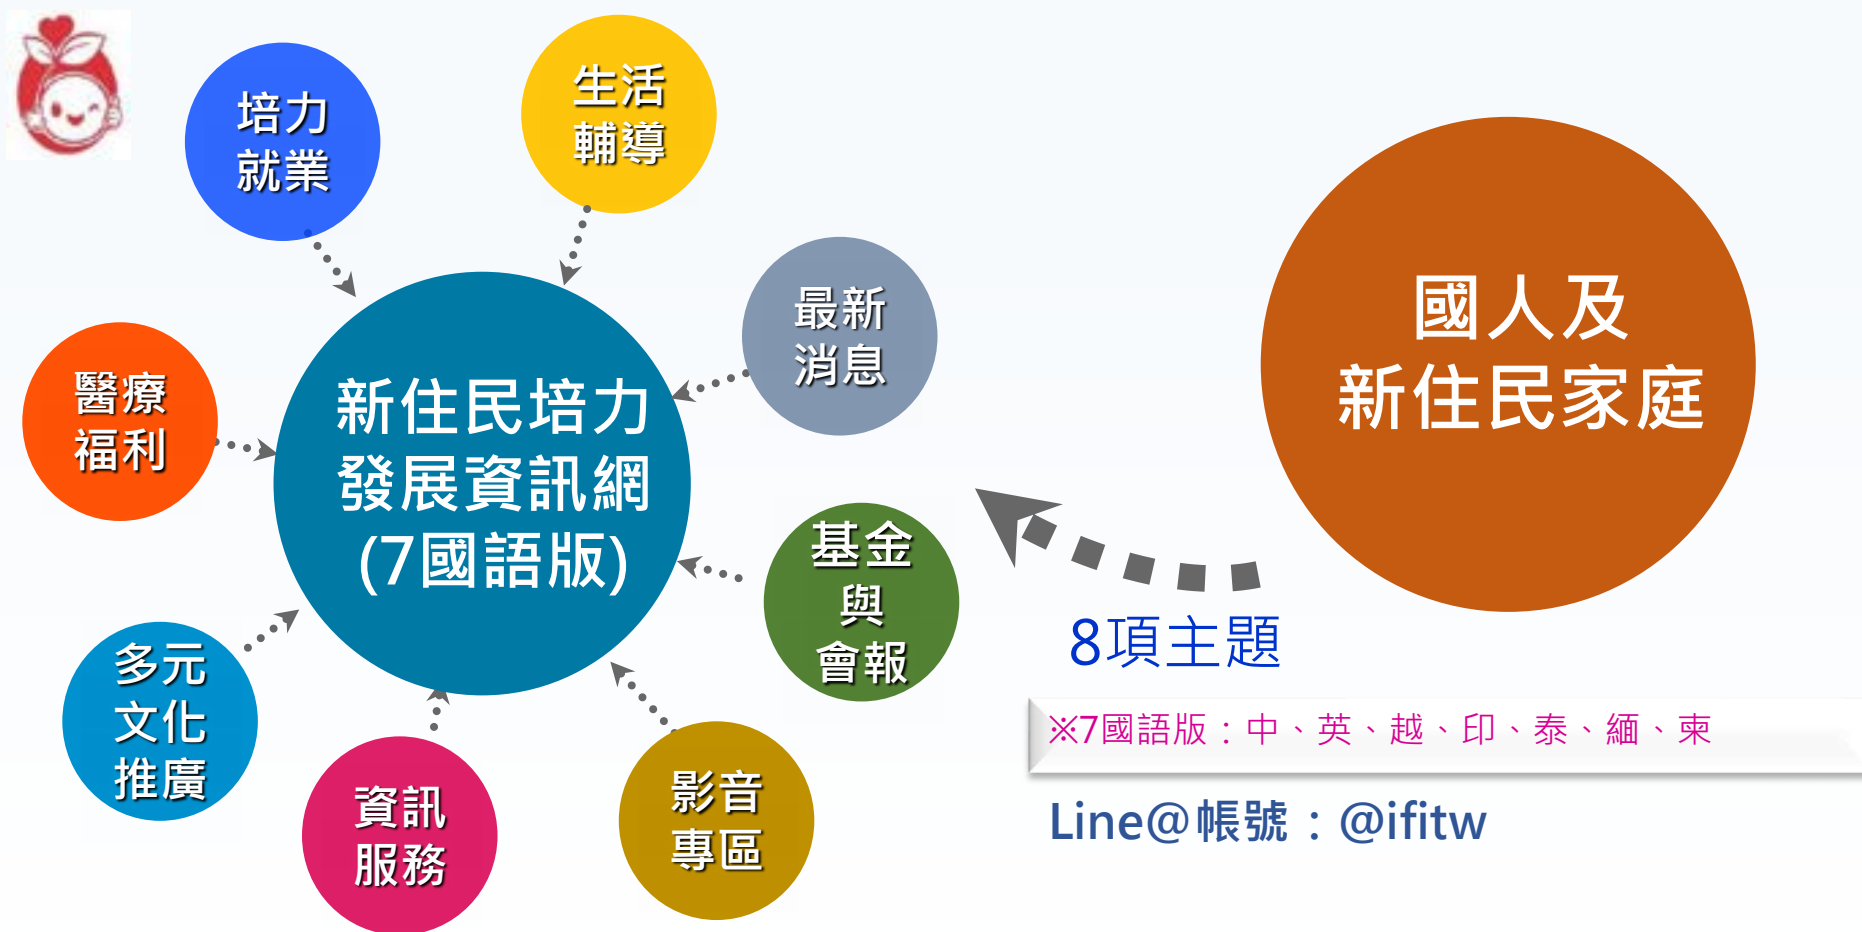 培力
就業
生活
輔導
最新
消息
醫療
福利
新住民培力
發展資訊網
(7國語版)
基金
與
會報
多元
文化
推廣
資訊
服務
影音
專區
國人及
新住民家庭
8項主題
※7國語版：中、英、越、印、泰、緬、柬
Line@帳號：@ifitw